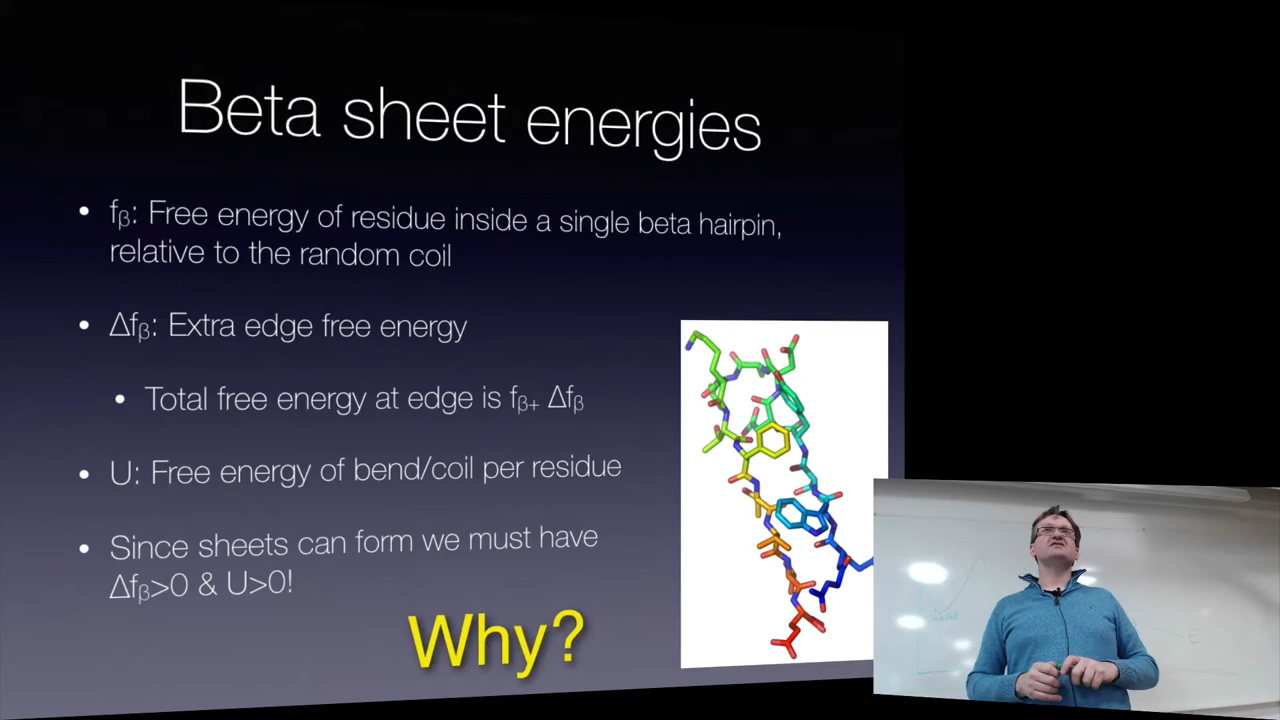 Beta sheet energies
• fβ: Free energy of residue inside a single beta hairpin,
relative to the random coil
• Δfβ: Extra edge free energy
• Total free energy at edge is fβ+ Δfβ
• U: Free energy of bend/coil per residue
• Since sheets can form we must have
Δfβ>0 & U>0!
Why?
E